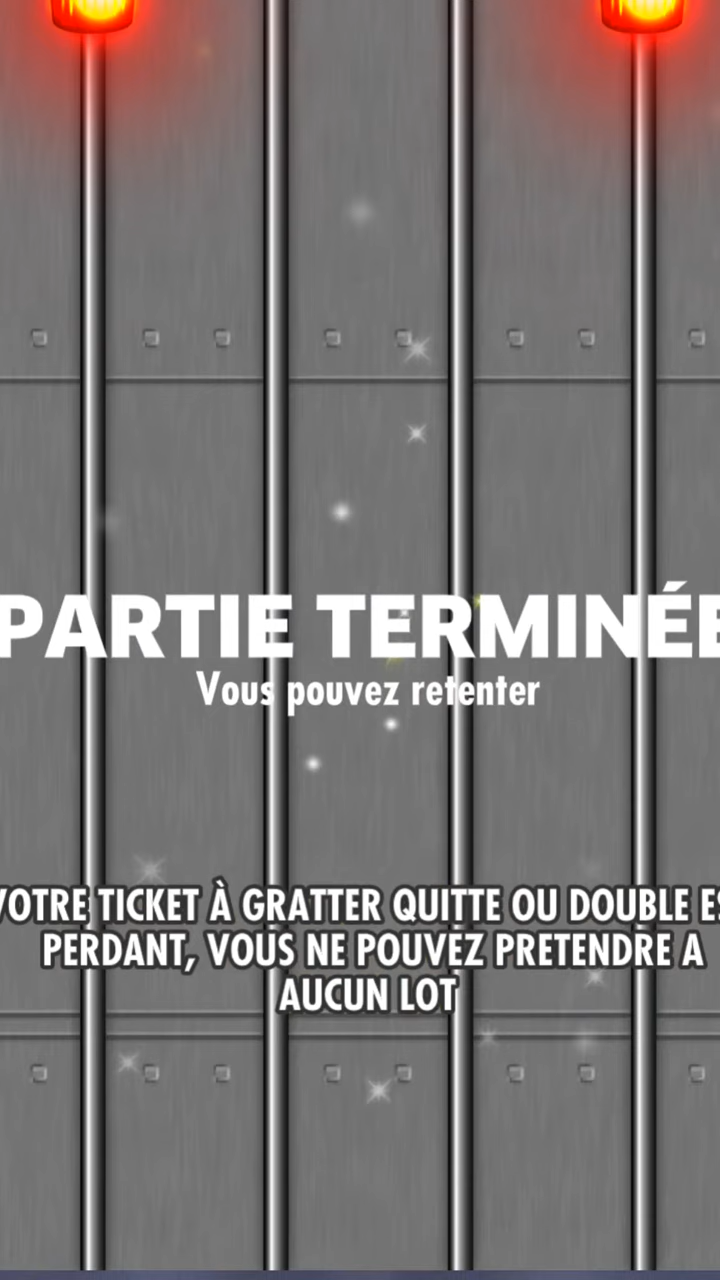 PARTIE TERMINÉE
Vous pouvez retenter
VOTRE TICKET À GRATTER QUITTE OU DOUBLE ES
PERDANT, VOUS NE POUVEZ PRETENDRE A
AUCUN LOT